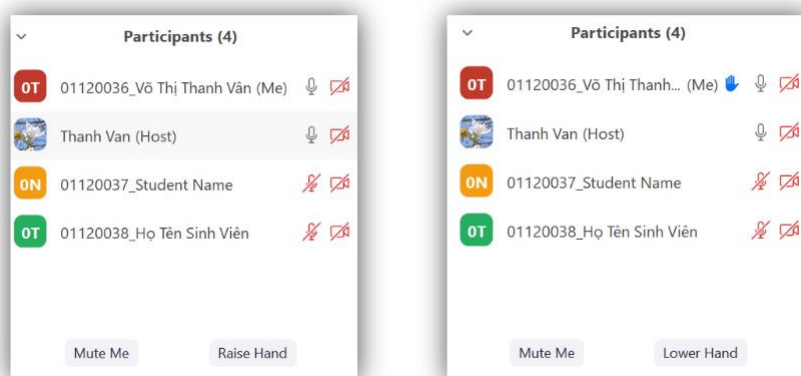 Participants (4)
0T 01120036_Võ Thị Thanh Vân (Me)
Thanh Van (Host)
0N 01120037_Student Name
0T 01120038_Họ Tên Sinh Viên
Mute Me Raise Hand
Participants (4)
0T 01120036_Võ Thị Thanh... (Me)
Thanh Van (Host)
0N 01120037_Student Name
0T 01120038_Họ Tên Sinh Viên
Mute Me Lower Hand